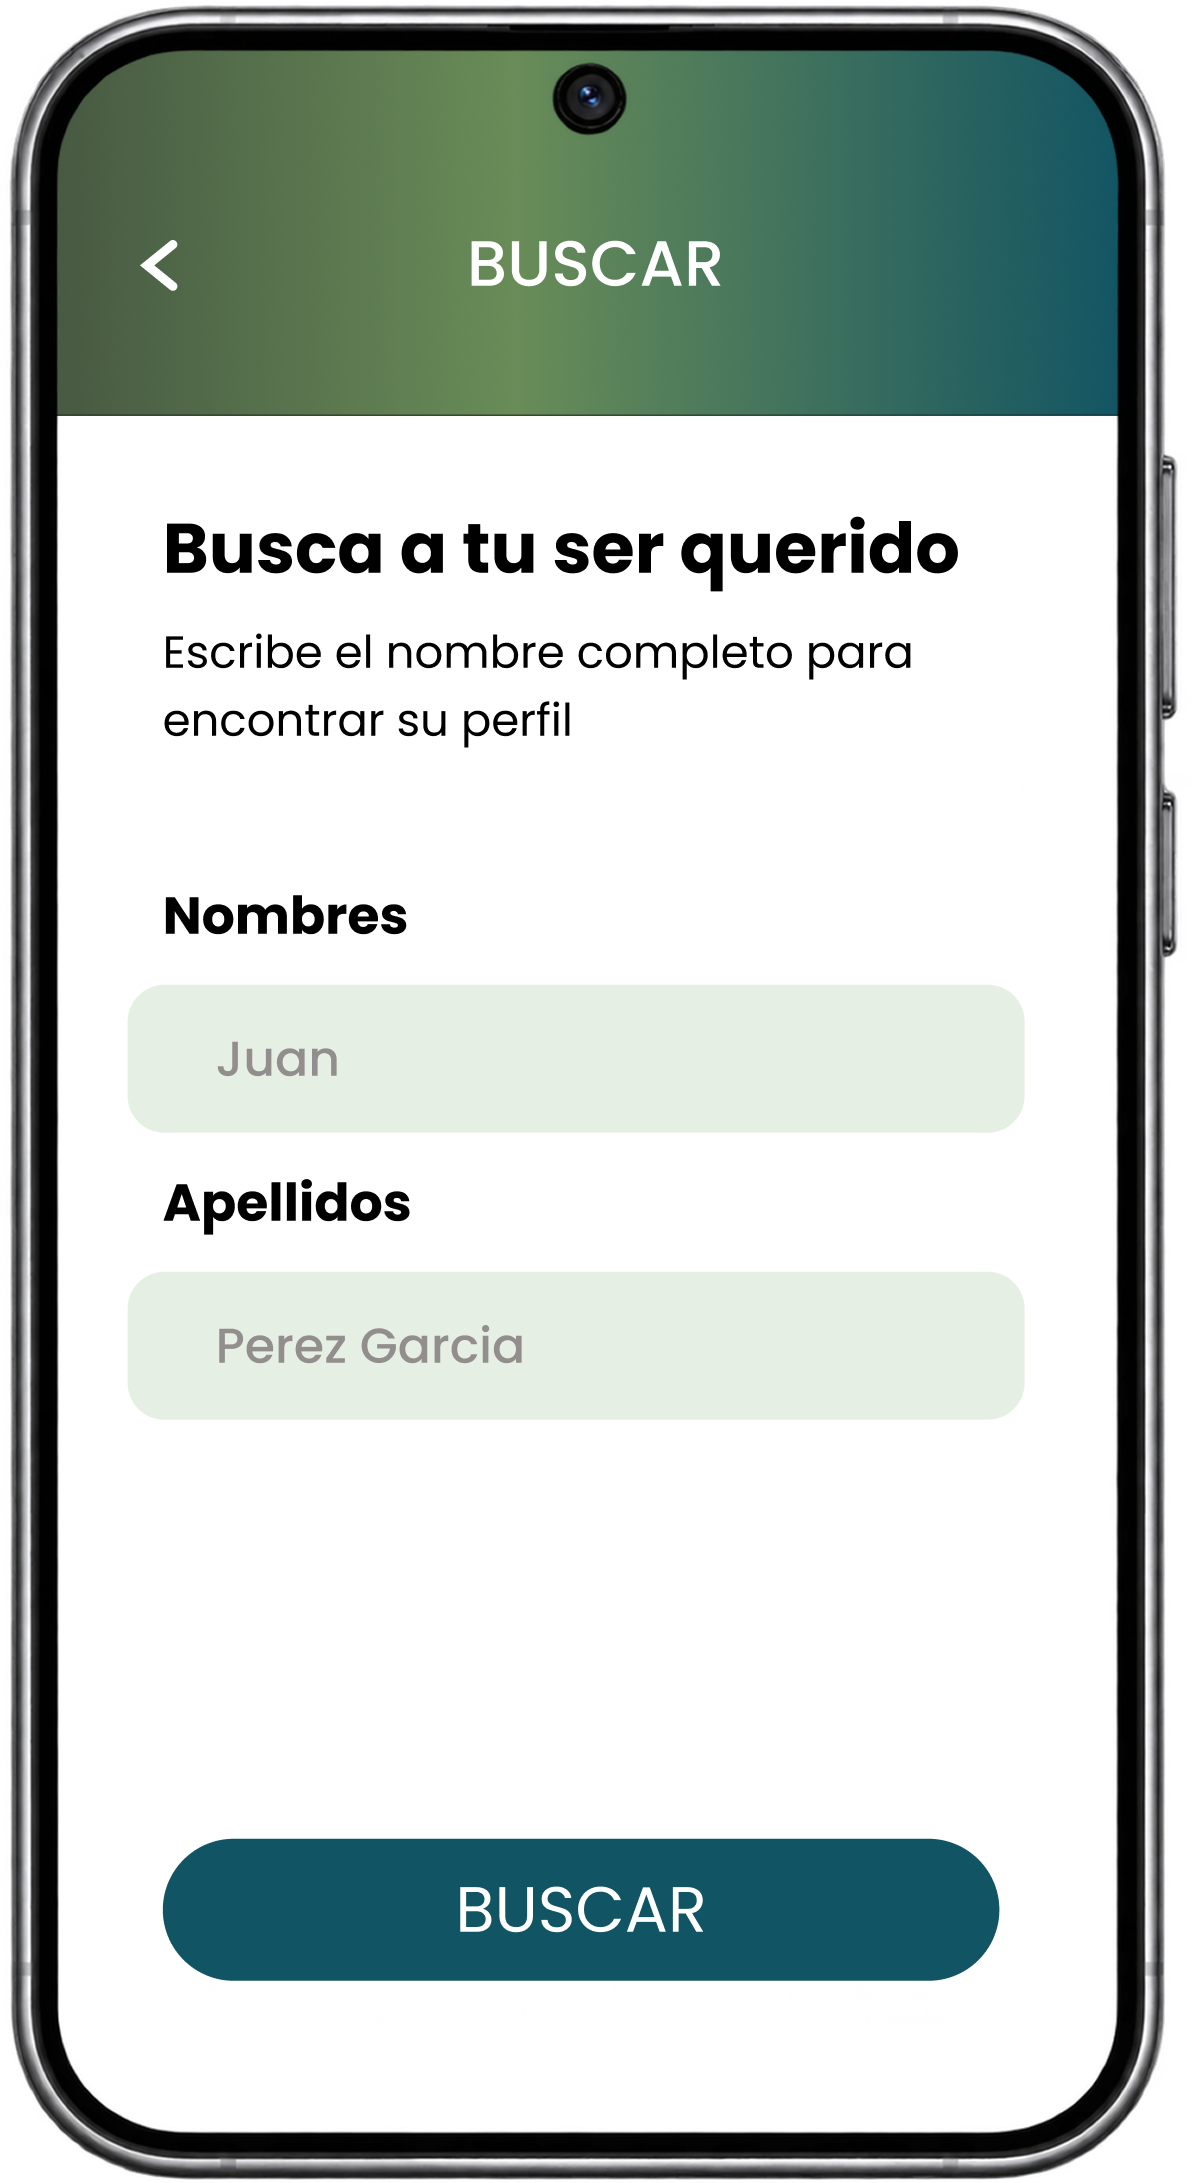 BUSCAR
Busca a tu ser querido
Escribe el nombre completo para
encontrar su perfil
Nombres
Juan
Apellidos
Perez Garcia
BUSCAR